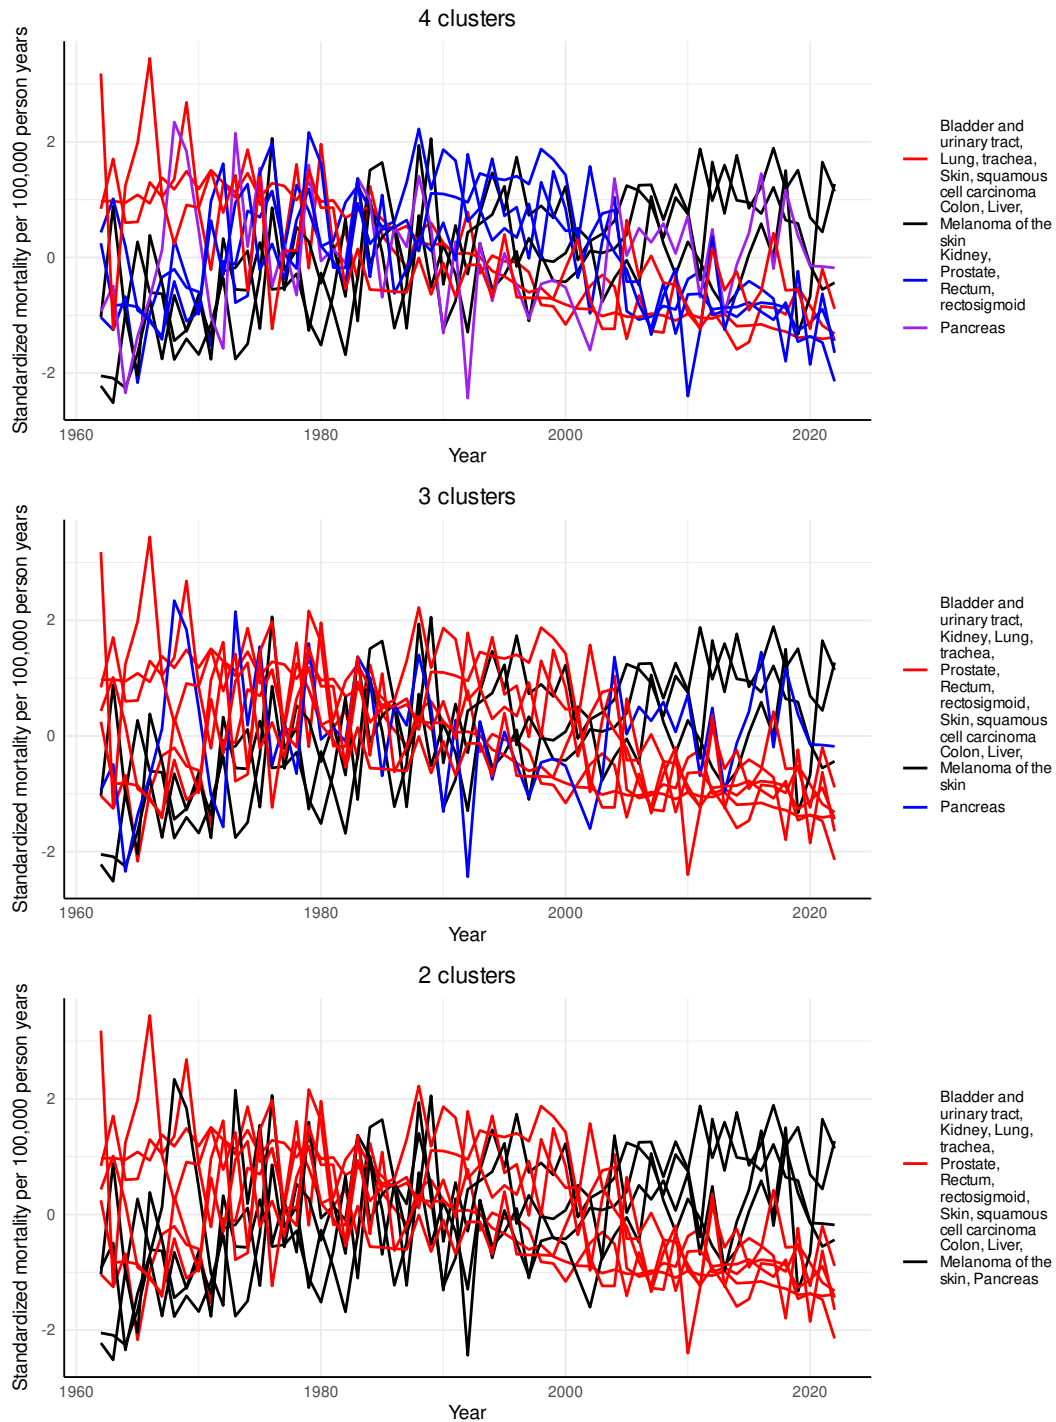 4 clusters
Standardized mortality per 100,000 person years
2
0
-2
1960
1980
2000
2020
Year
Bladder and
urinary tract,
Lung, trachea,
Skin, squamous
cell carcinoma
Colon, Liver,
Melanoma of the
skin
Kidney,
Prostate,
Rectum,
rectosigmoid
Pancreas
3 clusters
Standardized mortality per 100,000 person years
2
0
-2
1960
1980
2000
2020
Year
Bladder and
urinary tract,
Kidney, Lung,
trachea,
Prostate,
Rectum,
rectosigmoid,
Skin, squamous
cell carcinoma
Colon, Liver,
Melanoma of the
skin
Pancreas
2 clusters
Standardized mortality per 100,000 person years
2
0
-2
1960
1980
2000
2020
Year
Bladder and
urinary tract,
Kidney, Lung,
trachea,
Prostate,
Rectum,
rectosigmoid,
Skin, squamous
cell carcinoma
Colon, Liver,
Melanoma of the
skin, Pancreas